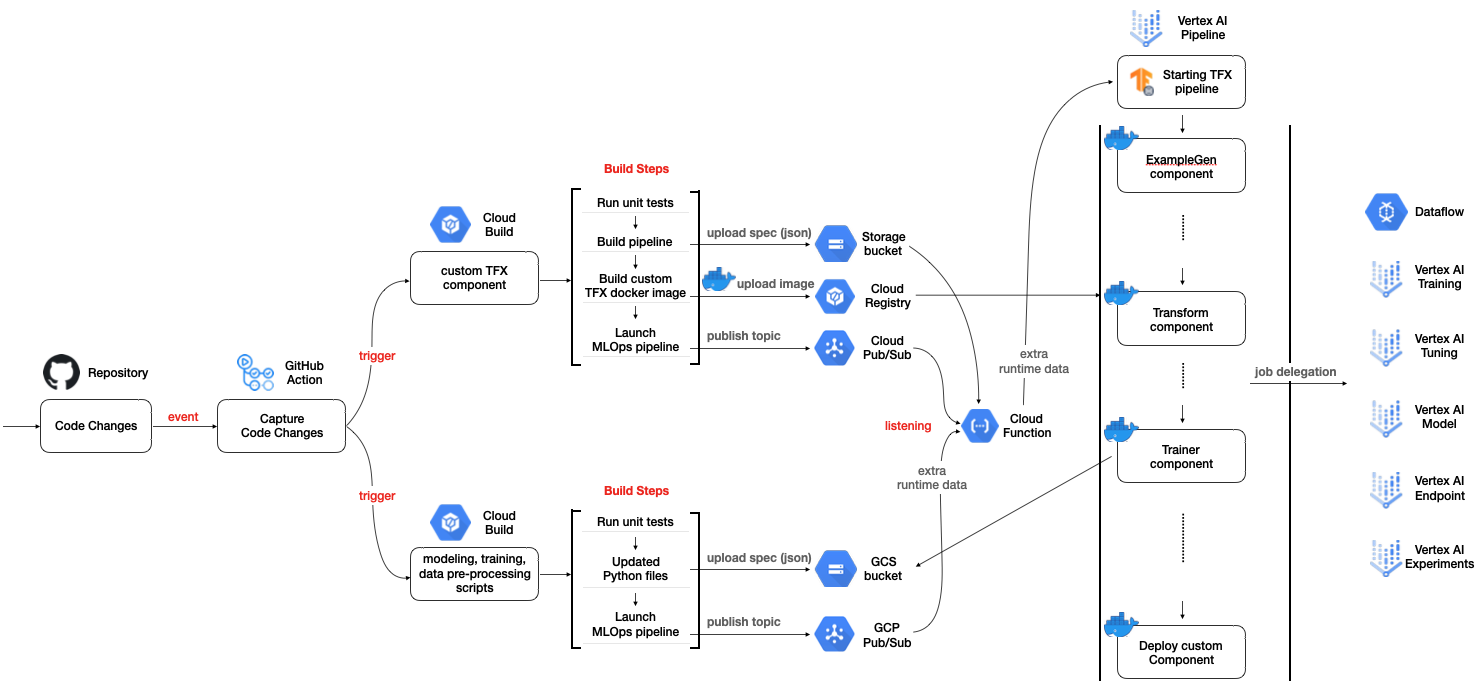 Repository
Code Changes
event
GitHub
Action
Capture
Code Changes
trigger
trigger
Cloud
Build
custom TFX
component
Build Steps
Run unit tests
Build pipeline
Build custom
TFX docker image
Launch
MLOps pipeline
upload spec (json)
upload image
publish topic
Storage
bucket
Cloud
Registry
Cloud
Pub/Sub
Cloud
Build
modeling, training,
data pre-processing
scripts
Build Steps
Run unit tests
Updated
Python files
Launch
MLOps pipeline
upload spec (json)
publish topic
GCS
bucket
GCP
Pub/Sub
listening
Cloud
Function
extra
runtime data
extra
runtime data
Vertex AI
Pipeline
Starting TFX
pipeline
ExampleGen
component
Transform
component
Trainer
component
Deploy custom
Component
job delegation
Dataflow
Vertex AI
Training
Vertex AI
Tuning
Vertex AI
Model
Vertex AI
Endpoint
Vertex AI
Experiments